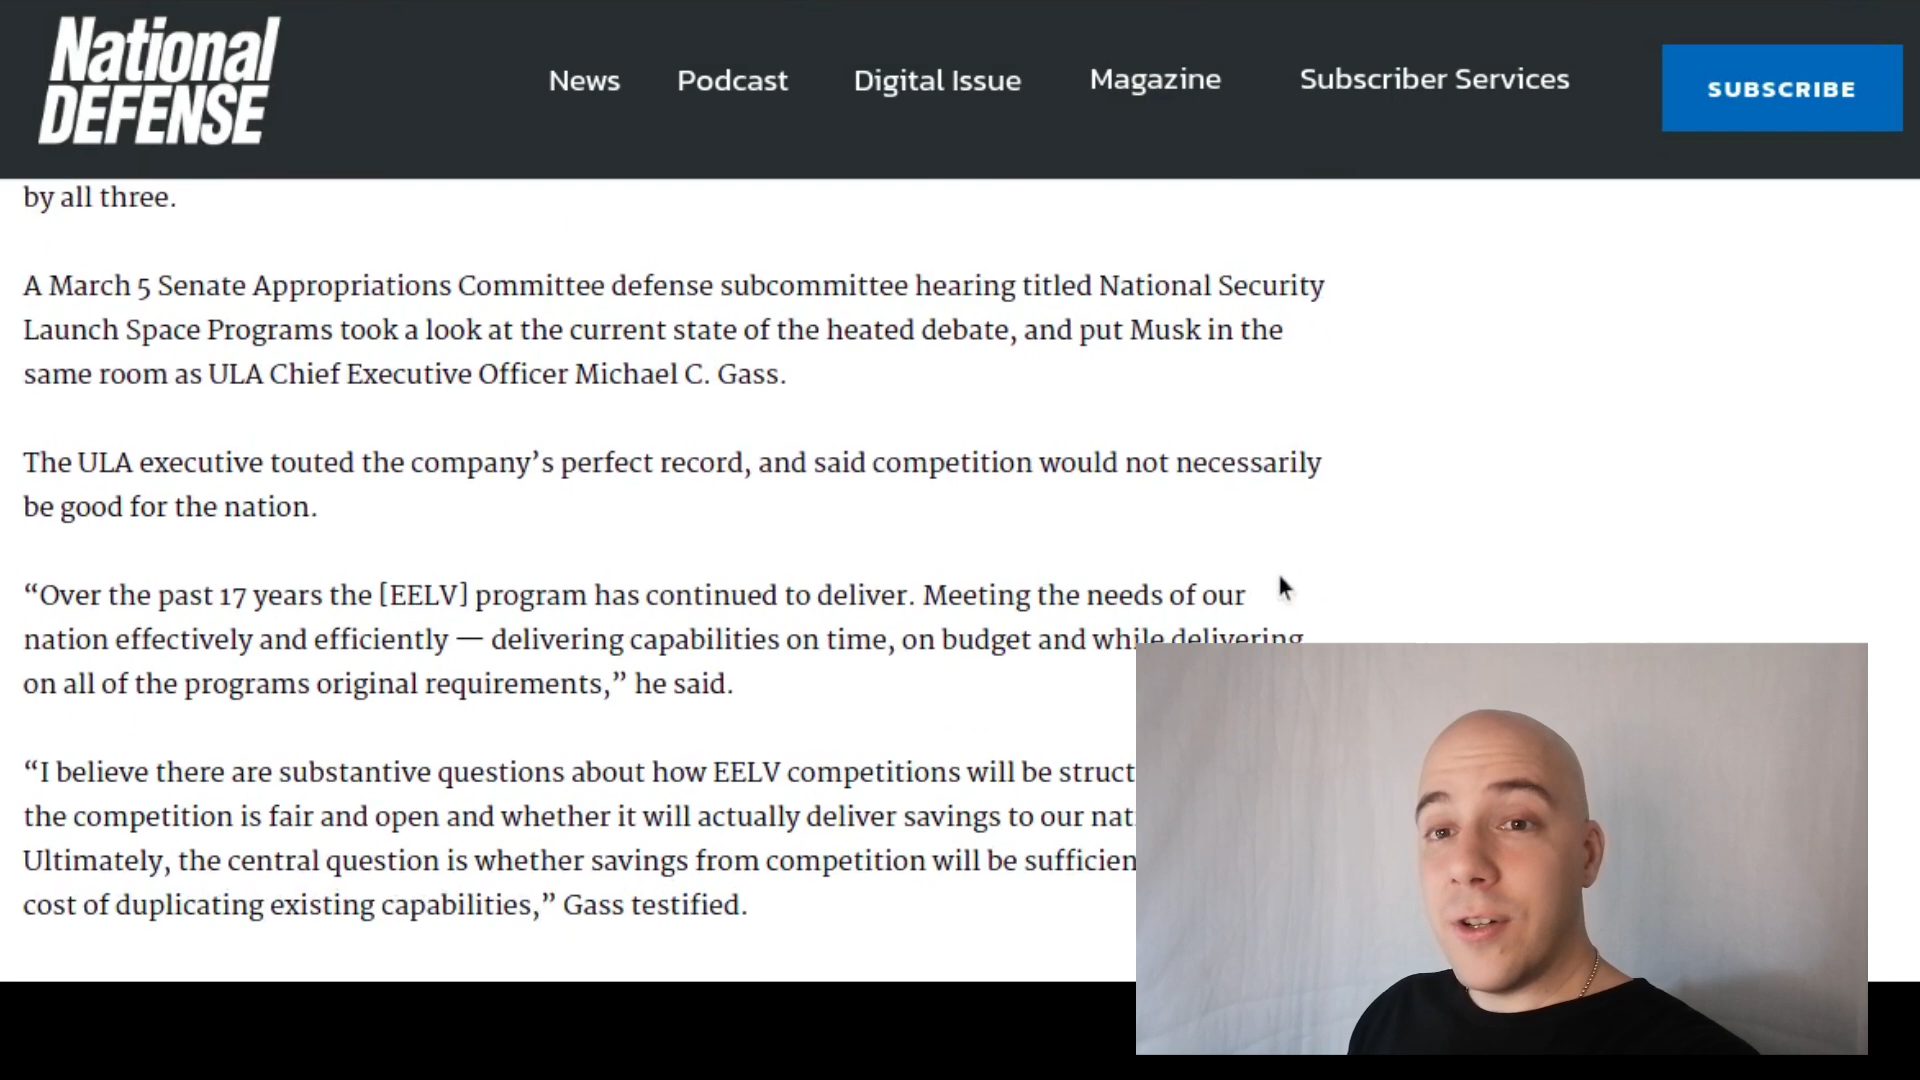 National
DEFENSE
News Podcast Digital Issue Magazine Subscriber Services SUBSCRIBE
by all three.
A March 5 Senate Appropriations Committee defense subcommittee hearing titled National Security
Launch Space Programs took a look at the current state of the heated debate, and put Musk in the
same room as ULA Chief Executive Officer Michael C. Gass.
The ULA executive touted the company’s perfect record, and said competition would not necessarily
be good for the nation.
“Over the past 17 years the [EELV] program has continued to deliver. Meeting the needs of our
nation effectively and efficiently — delivering capabilities on time, on budget and while delivering
on all of the programs original requirements,” he said.
“I believe there are substantive questions about how EELV competitions will be struct
the competition is fair and open and whether it will actually deliver savings to our nat
Ultimately, the central question is whether savings from competition will be sufficien
cost of duplicating existing capabilities,” Gass testified.